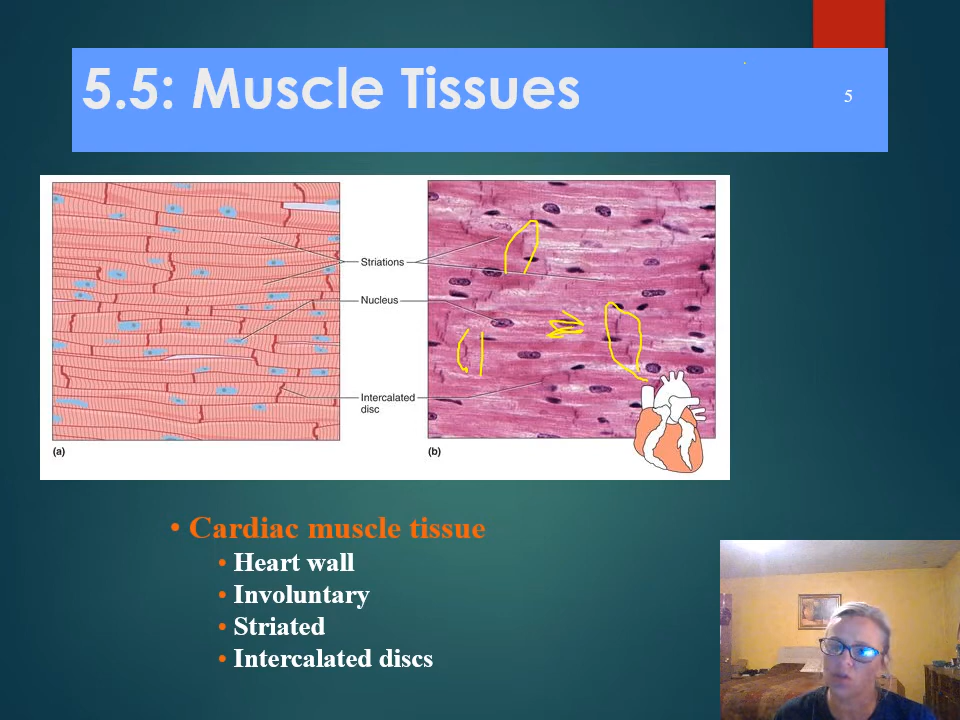 5.5: Muscle Tissues
5
Striations
Nucleus
Intercalated
disc
(a)
(b)
• Cardiac muscle tissue
• Heart wall
• Involuntary
• Striated
• Intercalated discs